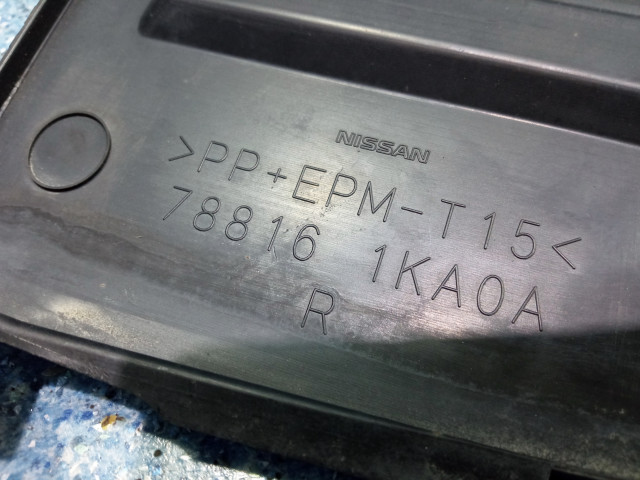 NISSAN
>PP+EPM-T15<
78816 1KA0A
R